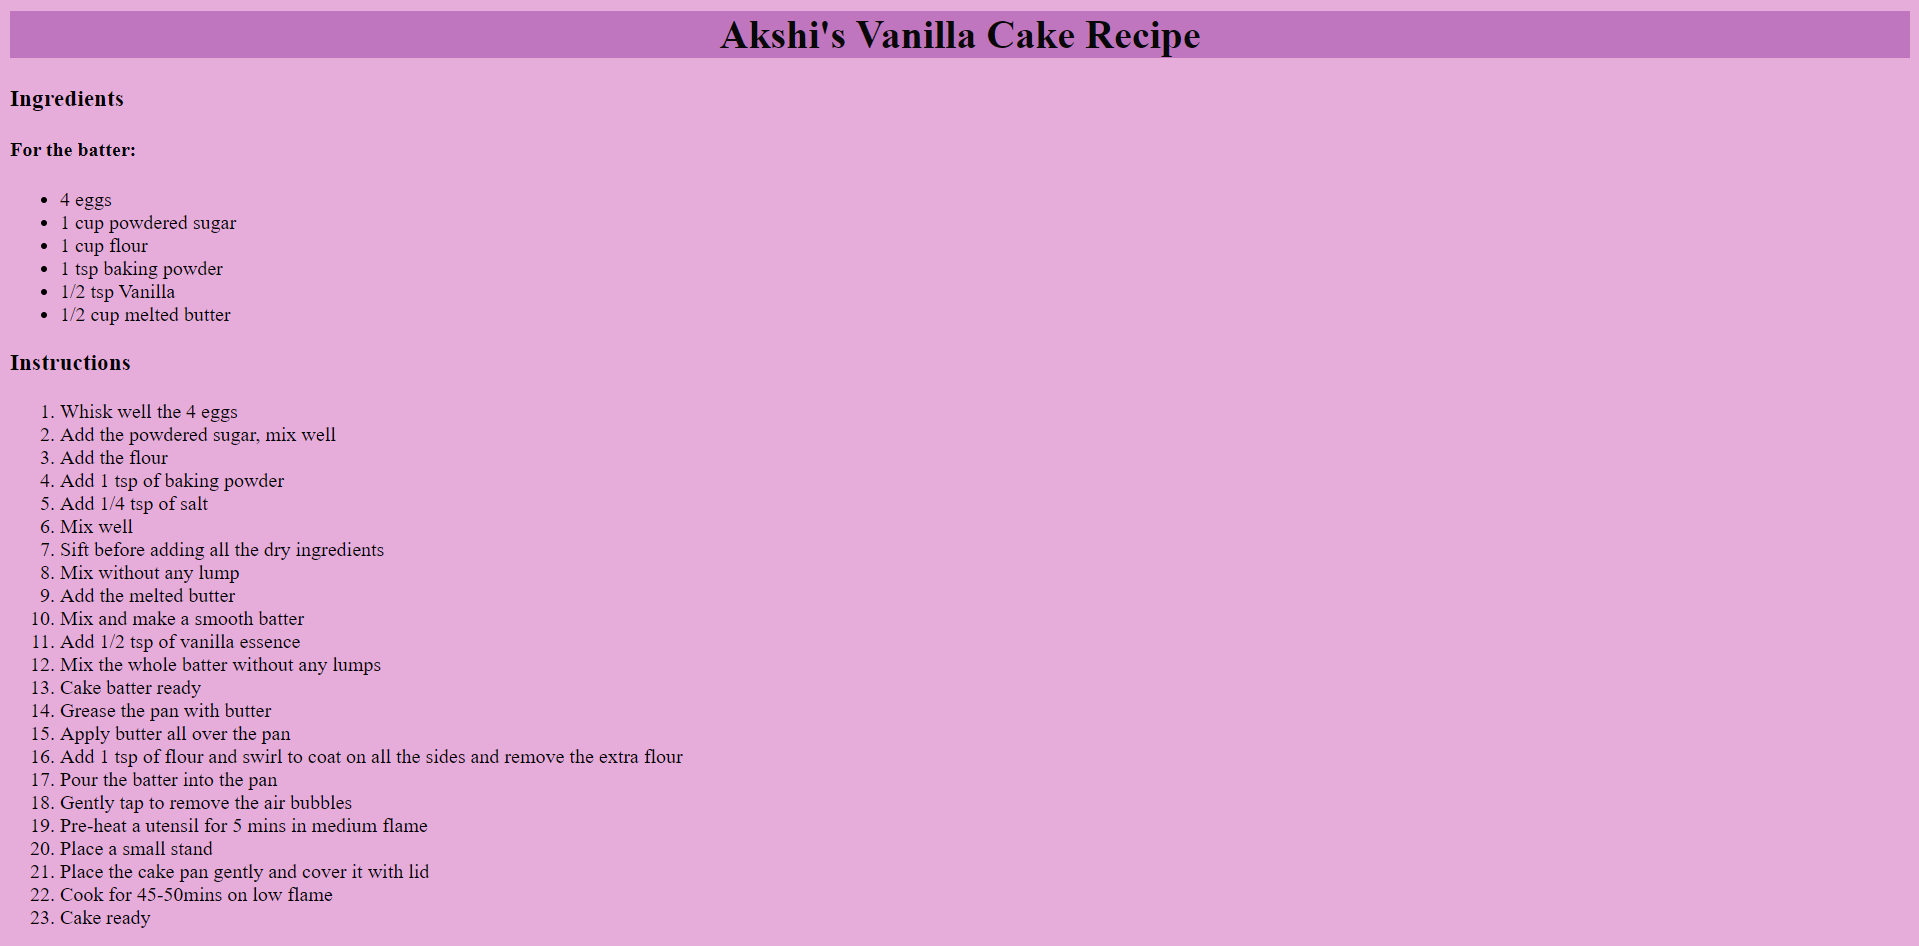 Akshi's Vanilla Cake Recipe
Ingredients
For the batter:
• 4 eggs
• 1 cup powdered sugar
• 1 cup flour
• 1 tsp baking powder
• 1/2 tsp Vanilla
• 1/2 cup melted butter
Instructions
1. Whisk well the 4 eggs
2. Add the powdered sugar, mix well
3. Add the flour
4. Add 1 tsp of baking powder
5. Add 1/4 tsp of salt
6. Mix well
7. Sift before adding all the dry ingredients
8. Mix without any lump
9. Add the melted butter
10. Mix and make a smooth batter
11. Add 1/2 tsp of vanilla essence
12. Mix the whole batter without any lumps
13. Cake batter ready
14. Grease the pan with butter
15. Apply butter all over the pan
16. Add 1 tsp of flour and swirl to coat on all the sides and remove the extra flour
17. Pour the batter into the pan
18. Gently tap to remove the air bubbles
19. Pre-heat a utensil for 5 mins in medium flame
20. Place a small stand
21. Place the cake pan gently and cover it with lid
22. Cook for 45-50mins on low flame
23. Cake ready